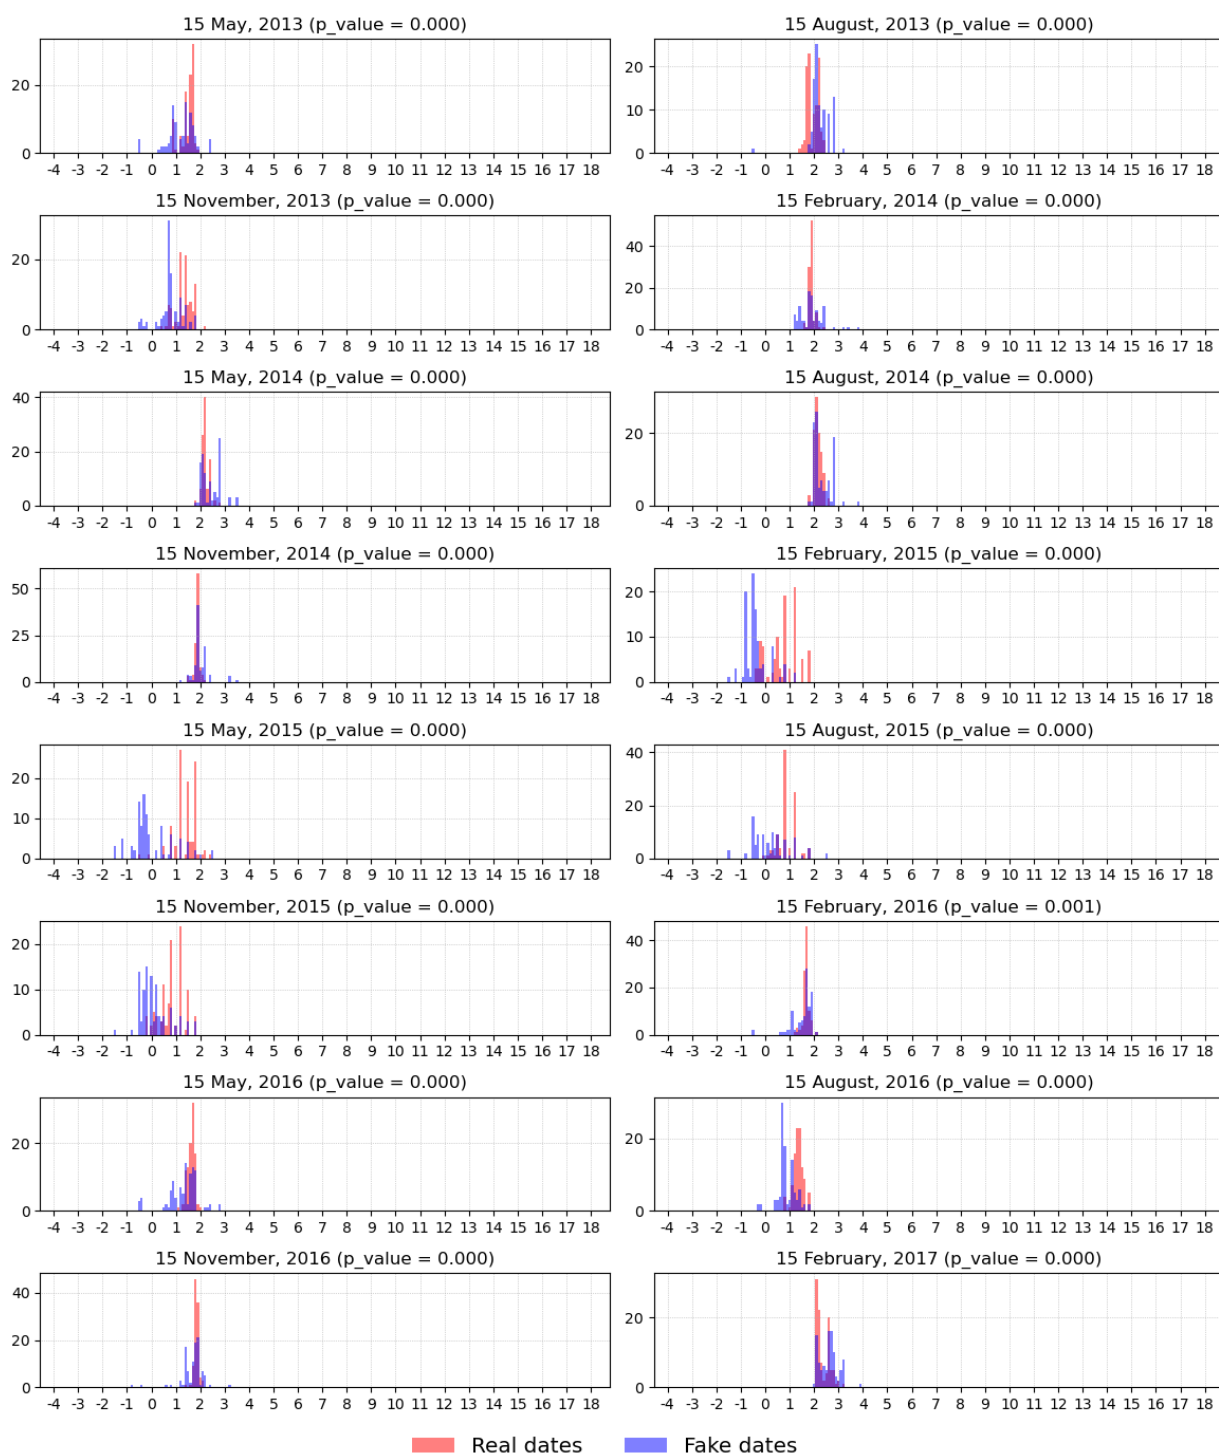 15 May, 2013 (p_value = 0.000)
20
0
-4 -3 -2 -1 0 1 2 3 4 5 6 7 8 9 10 11 12 13 14 15 16 17 18
15 August, 2013 (p_value = 0.000)
20
10
0
-4 -3 -2 -1 0 1 2 3 4 5 6 7 8 9 10 11 12 13 14 15 16 17 18
15 November, 2013 (p_value = 0.000)
20
0
-4 -3 -2 -1 0 1 2 3 4 5 6 7 8 9 10 11 12 13 14 15 16 17 18
15 February, 2014 (p_value = 0.000)
40
20
0
-4 -3 -2 -1 0 1 2 3 4 5 6 7 8 9 10 11 12 13 14 15 16 17 18
15 May, 2014 (p_value = 0.000)
40
20
0
-4 -3 -2 -1 0 1 2 3 4 5 6 7 8 9 10 11 12 13 14 15 16 17 18
15 August, 2014 (p_value = 0.000)
20
0
-4 -3 -2 -1 0 1 2 3 4 5 6 7 8 9 10 11 12 13 14 15 16 17 18
15 November, 2014 (p_value = 0.000)
50
25
0
-4 -3 -2 -1 0 1 2 3 4 5 6 7 8 9 10 11 12 13 14 15 16 17 18
15 February, 2015 (p_value = 0.000)
20
10
0
-4 -3 -2 -1 0 1 2 3 4 5 6 7 8 9 10 11 12 13 14 15 16 17 18
15 May, 2015 (p_value = 0.000)
20
10
0
-4 -3 -2 -1 0 1 2 3 4 5 6 7 8 9 10 11 12 13 14 15 16 17 18
15 August, 2015 (p_value = 0.000)
40
20
0
-4 -3 -2 -1 0 1 2 3 4 5 6 7 8 9 10 11 12 13 14 15 16 17 18
15 November, 2015 (p_value = 0.000)
20
10
0
-4 -3 -2 -1 0 1 2 3 4 5 6 7 8 9 10 11 12 13 14 15 16 17 18
15 February, 2016 (p_value = 0.001)
40
20
0
-4 -3 -2 -1 0 1 2 3 4 5 6 7 8 9 10 11 12 13 14 15 16 17 18
15 May, 2016 (p_value = 0.000)
20
0
-4 -3 -2 -1 0 1 2 3 4 5 6 7 8 9 10 11 12 13 14 15 16 17 18
15 August, 2016 (p_value = 0.000)
20
0
-4 -3 -2 -1 0 1 2 3 4 5 6 7 8 9 10 11 12 13 14 15 16 17 18
15 November, 2016 (p_value = 0.000)
40
20
0
-4 -3 -2 -1 0 1 2 3 4 5 6 7 8 9 10 11 12 13 14 15 16 17 18
15 February, 2017 (p_value = 0.000)
20
0
-4 -3 -2 -1 0 1 2 3 4 5 6 7 8 9 10 11 12 13 14 15 16 17 18
Real dates
Fake dates